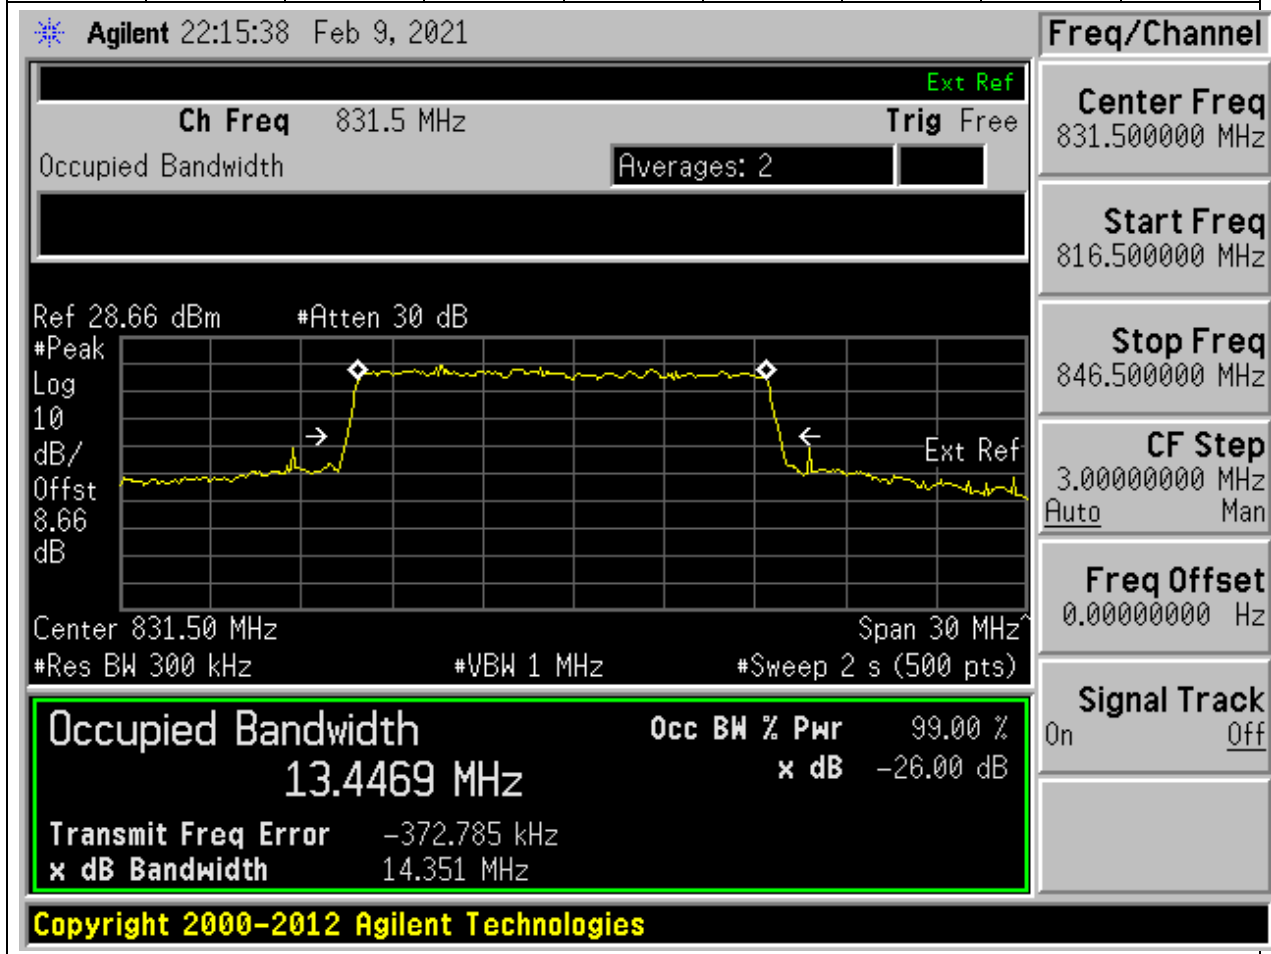 Agilent 22:15:38 Feb 9, 2021
Freq/Channel
Ext Ref
Ch Freq 831.5 MHz Trig Free
Occupied Bandwidth Averages: 2
Center Freq
831.500000 MHz
Start Freq
816.500000 MHz
Stop Freq
846.500000 MHz
CF Step
3.00000000 MHz
Auto Man
Freq Offset
0.00000000 Hz
Signal Track
On Off
Ref 28.66 dBm #Atten 30 dB
#Peak
Log
10
dB/
Offst
8.66
dB
Ext Ref
Center 831.50 MHz Span 30 MHz^
#Res BW 300 kHz #VBW 1 MHz #Sweep 2 s (500 pts)
Occupied Bandwidth Occ BW % Pwr 99.00 %
13.4469 MHz x dB -26.00 dB
Transmit Freq Error -372.785 kHz
x dB Bandwidth 14.351 MHz
Copyright 2000-2012 Agilent Technologies